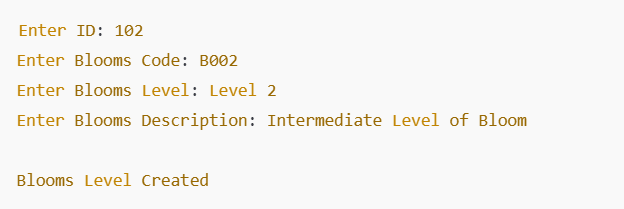 Enter ID: 102
Enter Blooms Code: B002
Enter Blooms Level: Level 2
Enter Blooms Description: Intermediate Level of Bloom
Blooms Level Created